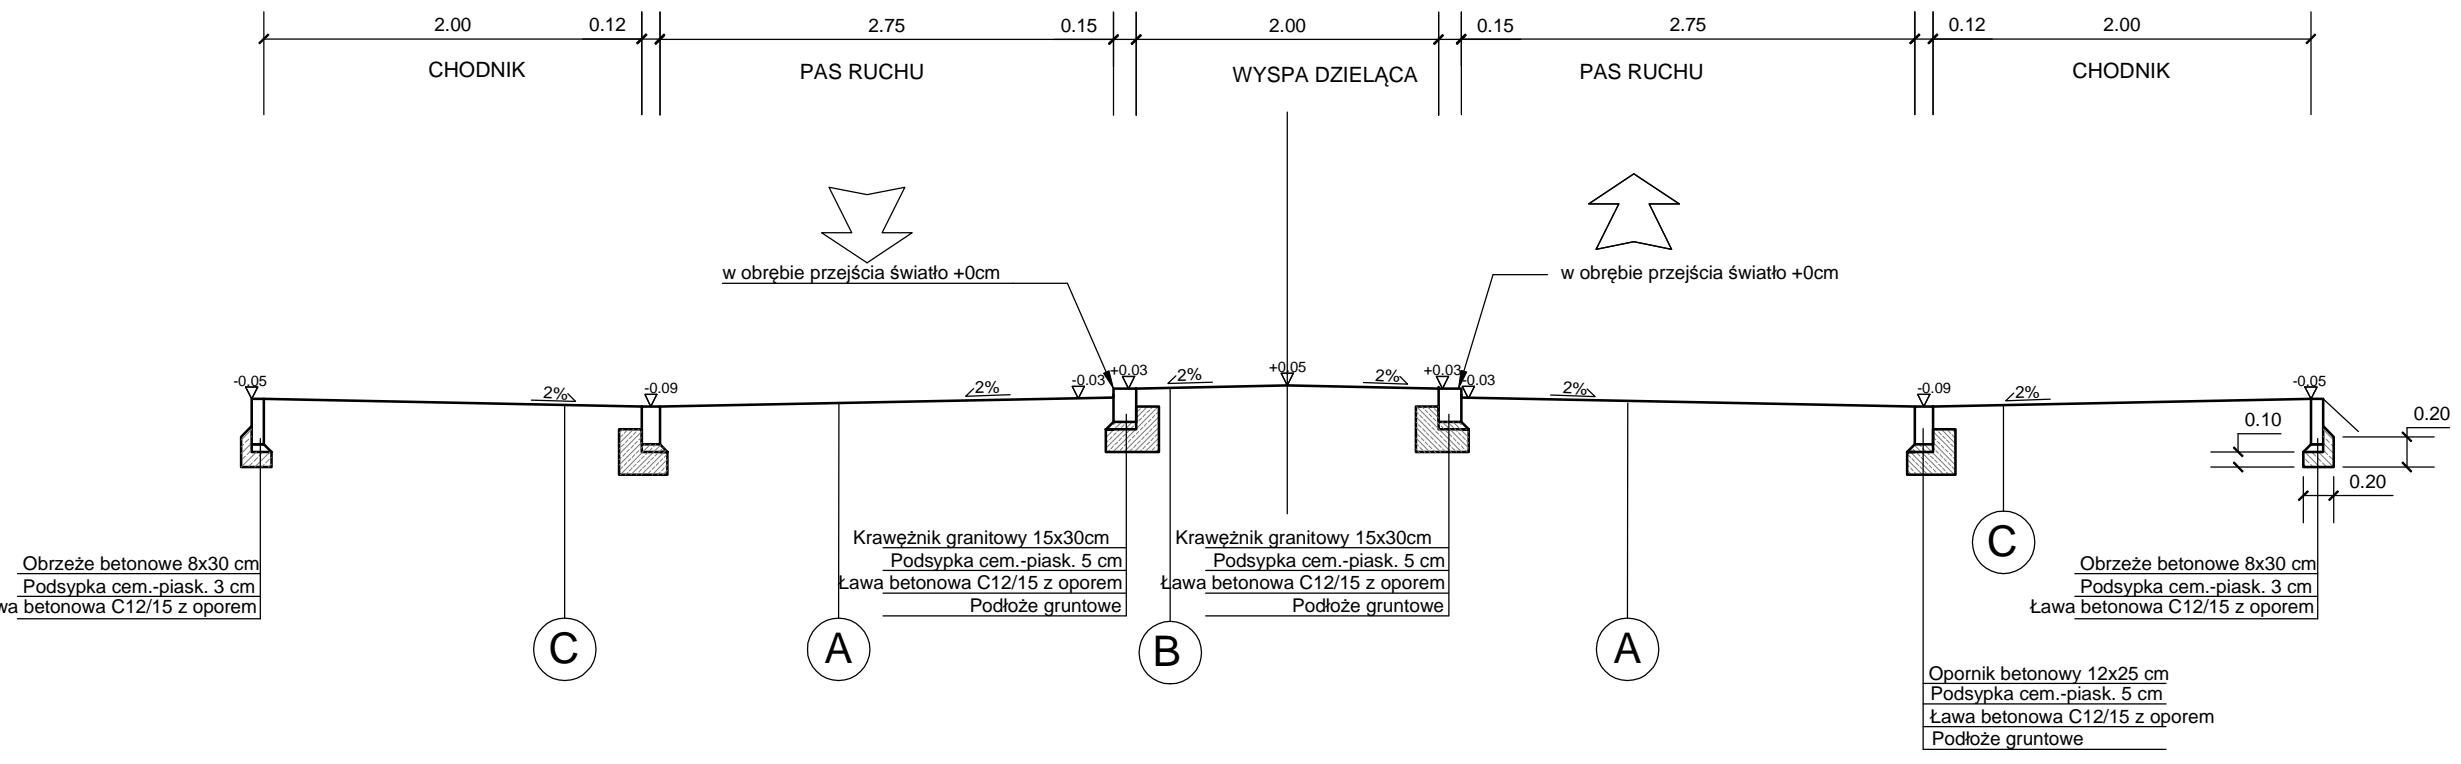 2.00 0.12 2.75 0.15 2.00 0.15 2.75 0.12 2.00
CHODNIK PAS RUCHU WYSPA DZIELĄCA PAS RUCHU CHODNIK
w obrębie przejścia światło +0cm w obrębie przejścia światło +0cm
-0.05 2% -0.09 2% -0.03 +0.03 2% +0.05 2% +0.03 -0.03 2% -0.09 2% -0.05
0.10 0.20
0.20
Krawężnik granitowy 15x30cm
Podsypka cem.-piask. 5 cm
Ława betonowa C12/15 z oporem
Podłoże gruntowe
Krawężnik granitowy 15x30cm
Podsypka cem.-piask. 5 cm
Ława betonowa C12/15 z oporem
Podłoże gruntowe
Obrzeże betonowe 8x30 cm
Podsypka cem.-piask. 3 cm
wa betonowa C12/15 z oporem
Obrzeże betonowe 8x30 cm
Podsypka cem.-piask. 3 cm
Ława betonowa C12/15 z oporem
C A B A C
Opornik betonowy 12x25 cm
Podsypka cem.-piask. 5 cm
Ława betonowa C12/15 z oporem
Podłoże gruntowe